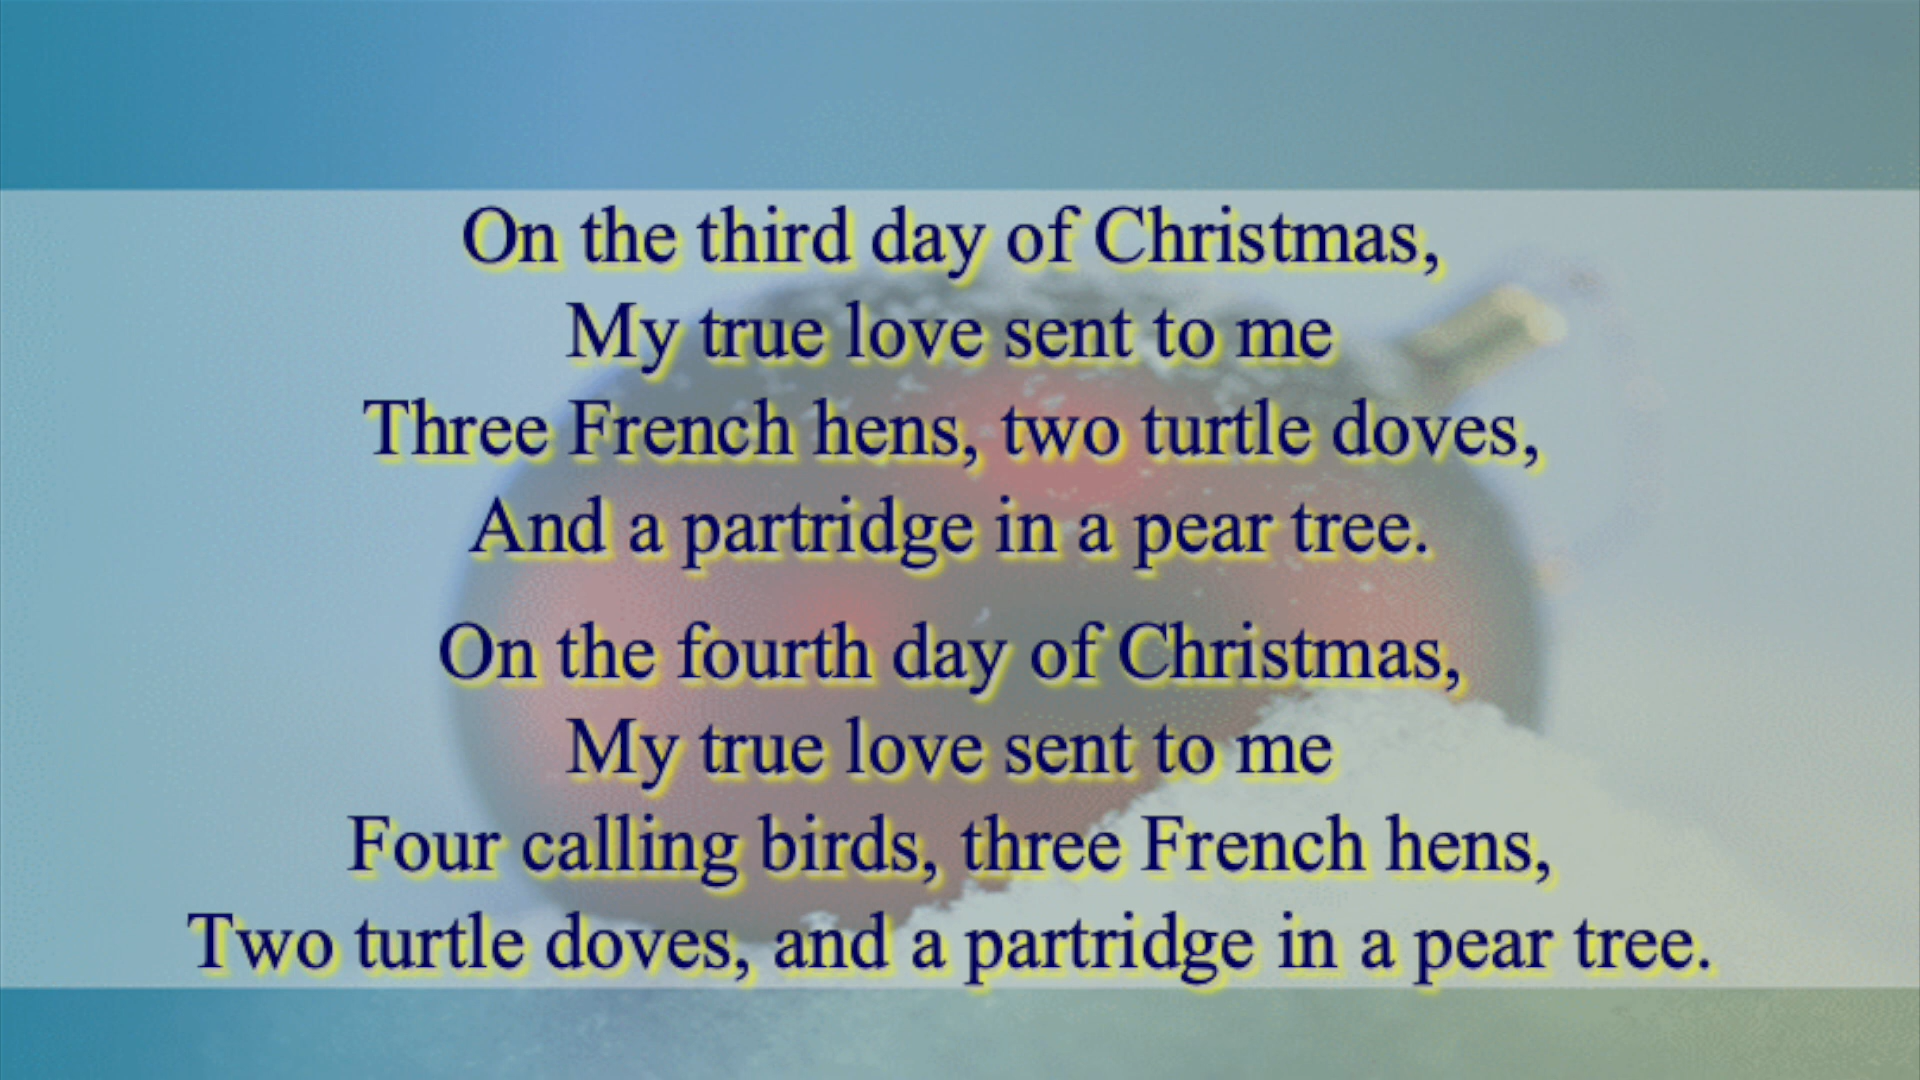 On the third day of Christmas,
My true love sent to me
Three French hens, two turtle doves,
And a partridge in a pear tree.
On the fourth day of Christmas,
My true love sent to me
Four calling birds, three French hens,
Two turtle doves, and a partridge in a pear tree.